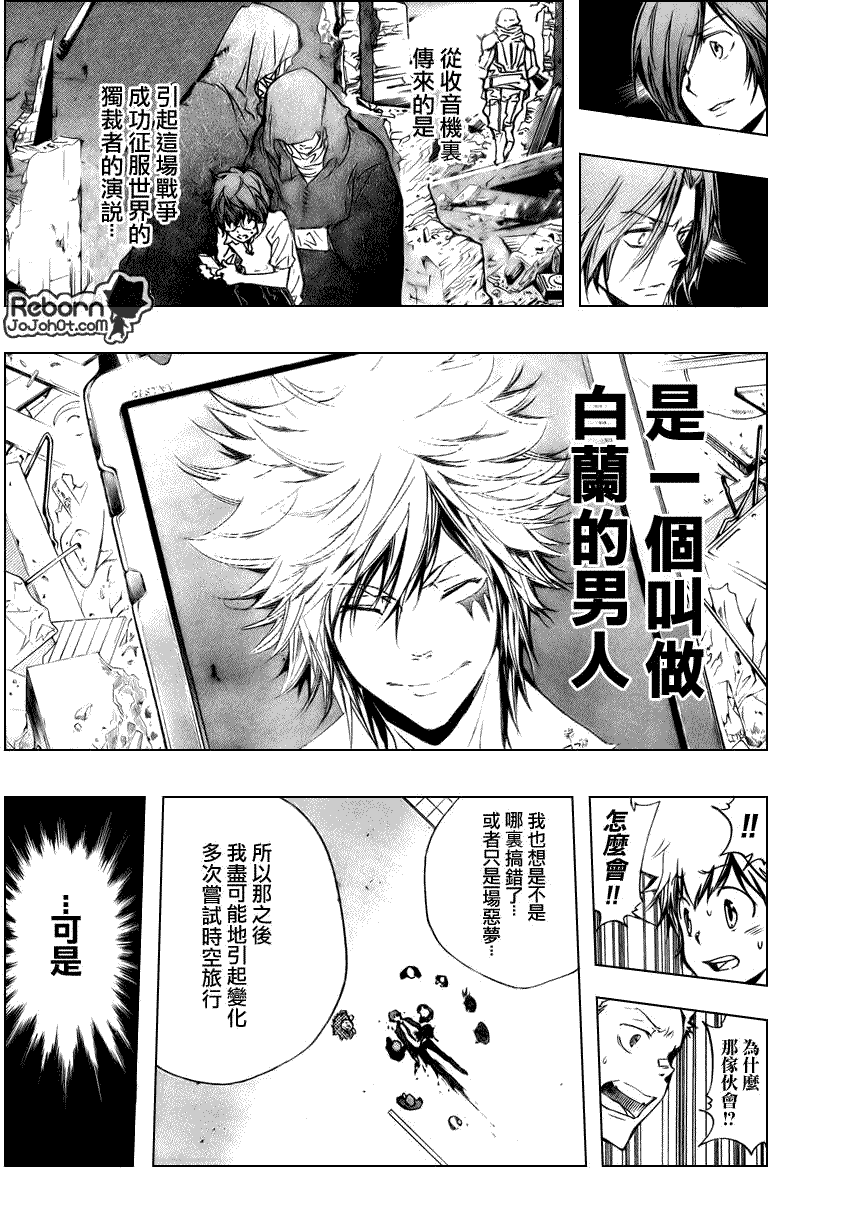 從收音機裏
傳來的是
引起這場戰爭
成功征服世界的
獨裁者的演說…
Reborn
JoJoHOt.com
是一個叫做
白蘭的男人
!!
怎麼會!!
為什麼
那傢伙會!?
我也想是不是
哪裏搞錯了…
或者只是一場惡夢…
所以那之後
我盡可能地引起變化
多次嘗試時空旅行
…可是